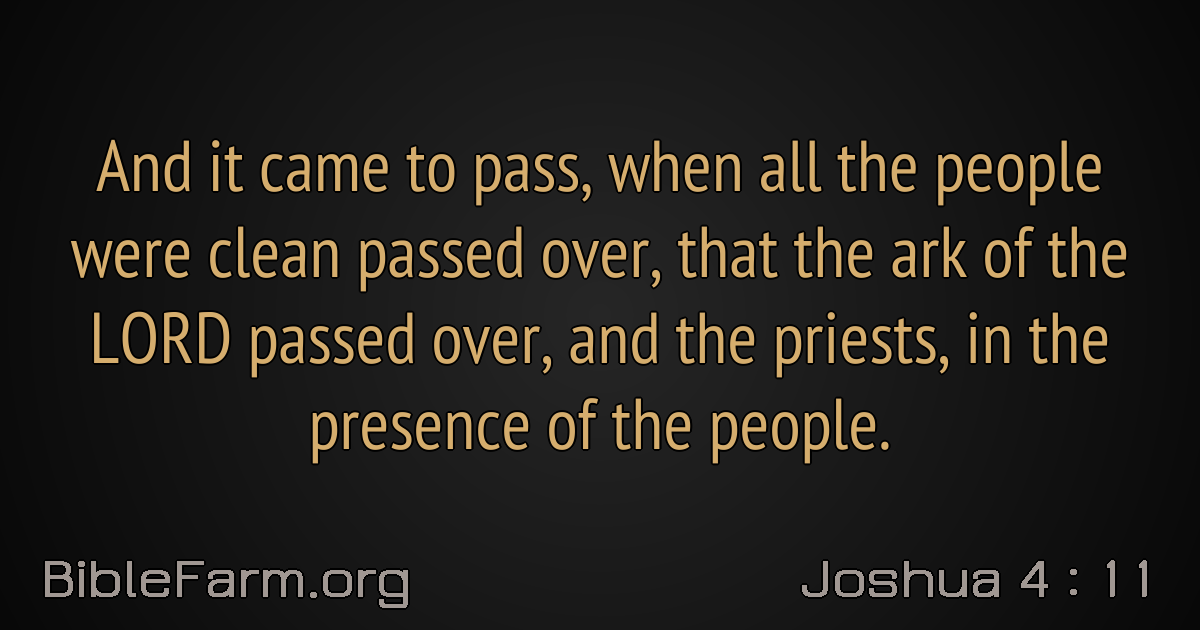 And it came to pass, when all the people
were clean passed over, that the ark of the
LORD passed over, and the priests, in the
presence of the people.
BibleFarm.org
Joshua 4 : 11